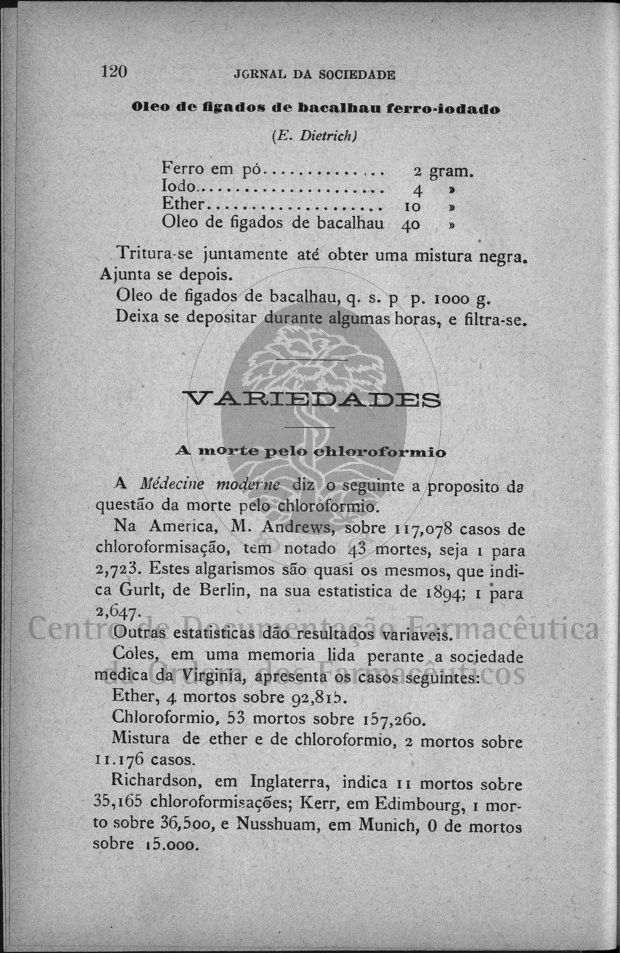 120
JORNAL DA SOCIEDADE
Oleo de figados de bacalhau ferro-iodado
(E. Dietrich)
Ferro em pó.............. 2 gram.
Iodo...................... 4 »
Ether.................... 10 »
Oleo de figados de bacalhau 40 »
Tritura-se juntamente até obter uma mistura negra.
Ajunta se depois.
Oleo de figados de bacalhau, q. s. p p. 1000 g.
Deixa se depositar durante algumas horas, e filtra-se.
VARIEDADES
A morte pelo chloroformio
A Médecine moderne diz o seguinte a proposito da
questão da morte pelo chloroformio.
Na America, M. Andrews, sobre 117,078 casos de
chloroformisação, tem notado 43 mortes, seja 1 para
2,723. Estes algarismos são quasi os mesmos, que indi-
ca Gurlt, de Berlin, na sua estatistica de 1894; 1 para
2,647.
Centro de Documentação Farmacêutica
Outras estatisticas dão resultados variaveis.
Coles, em uma memoria lida perante a sociedade
da Ordem dos Farmacêuticos
medica da Virginia, apresenta os casos seguintes:
Ether, 4 mortos sobre 92,815.
Chloroformio, 53 mortos sobre 157,260.
Mistura de ether e de chloroformio, 2 mortos sobre
11.176 casos.
Richardson, em Inglaterra, indica 11 mortos sobre
35,165 chloroformisações; Kerr, em Edimbourg, 1 mor-
to sobre 36,500, e Nusshuam, em Munich, 0 de mortos
sobre 15.000.